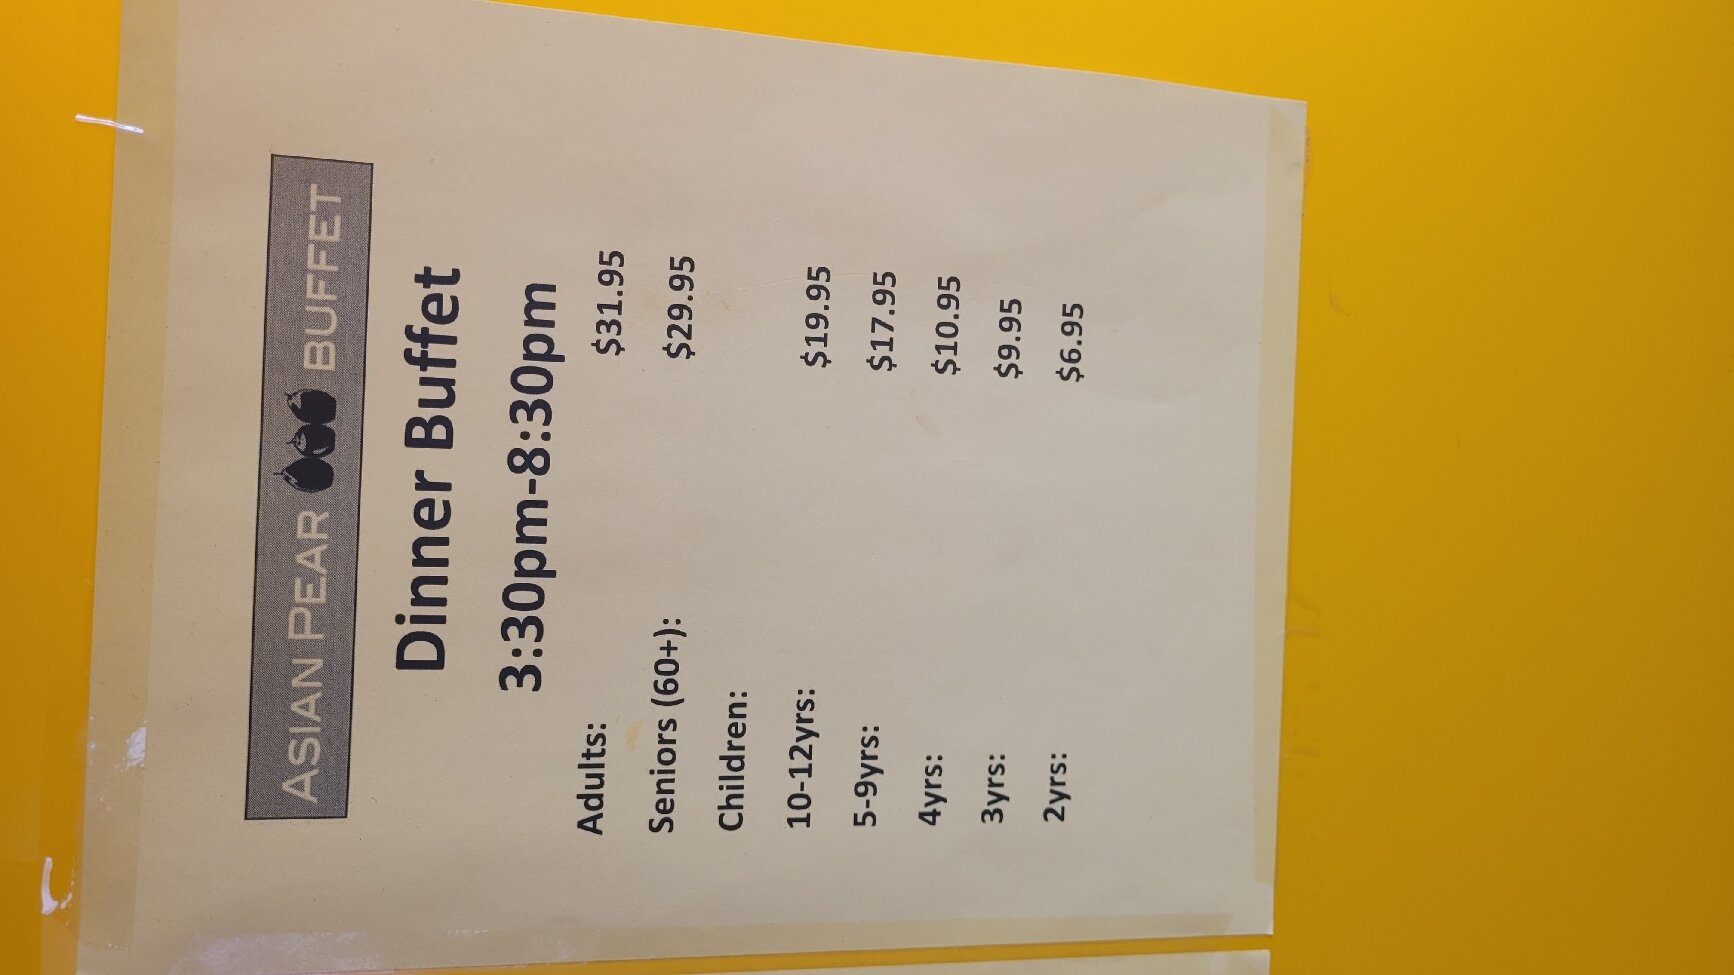 ASIAN PEAR BUFFET
Dinner Buffet
3:30pm-8:30pm
Adults: $31.95
Seniors (60+): $29.95
Children:
10-12yrs: $19.95
5-9yrs: $17.95
4yrs: $10.95
3yrs: $9.95
2yrs: $6.95